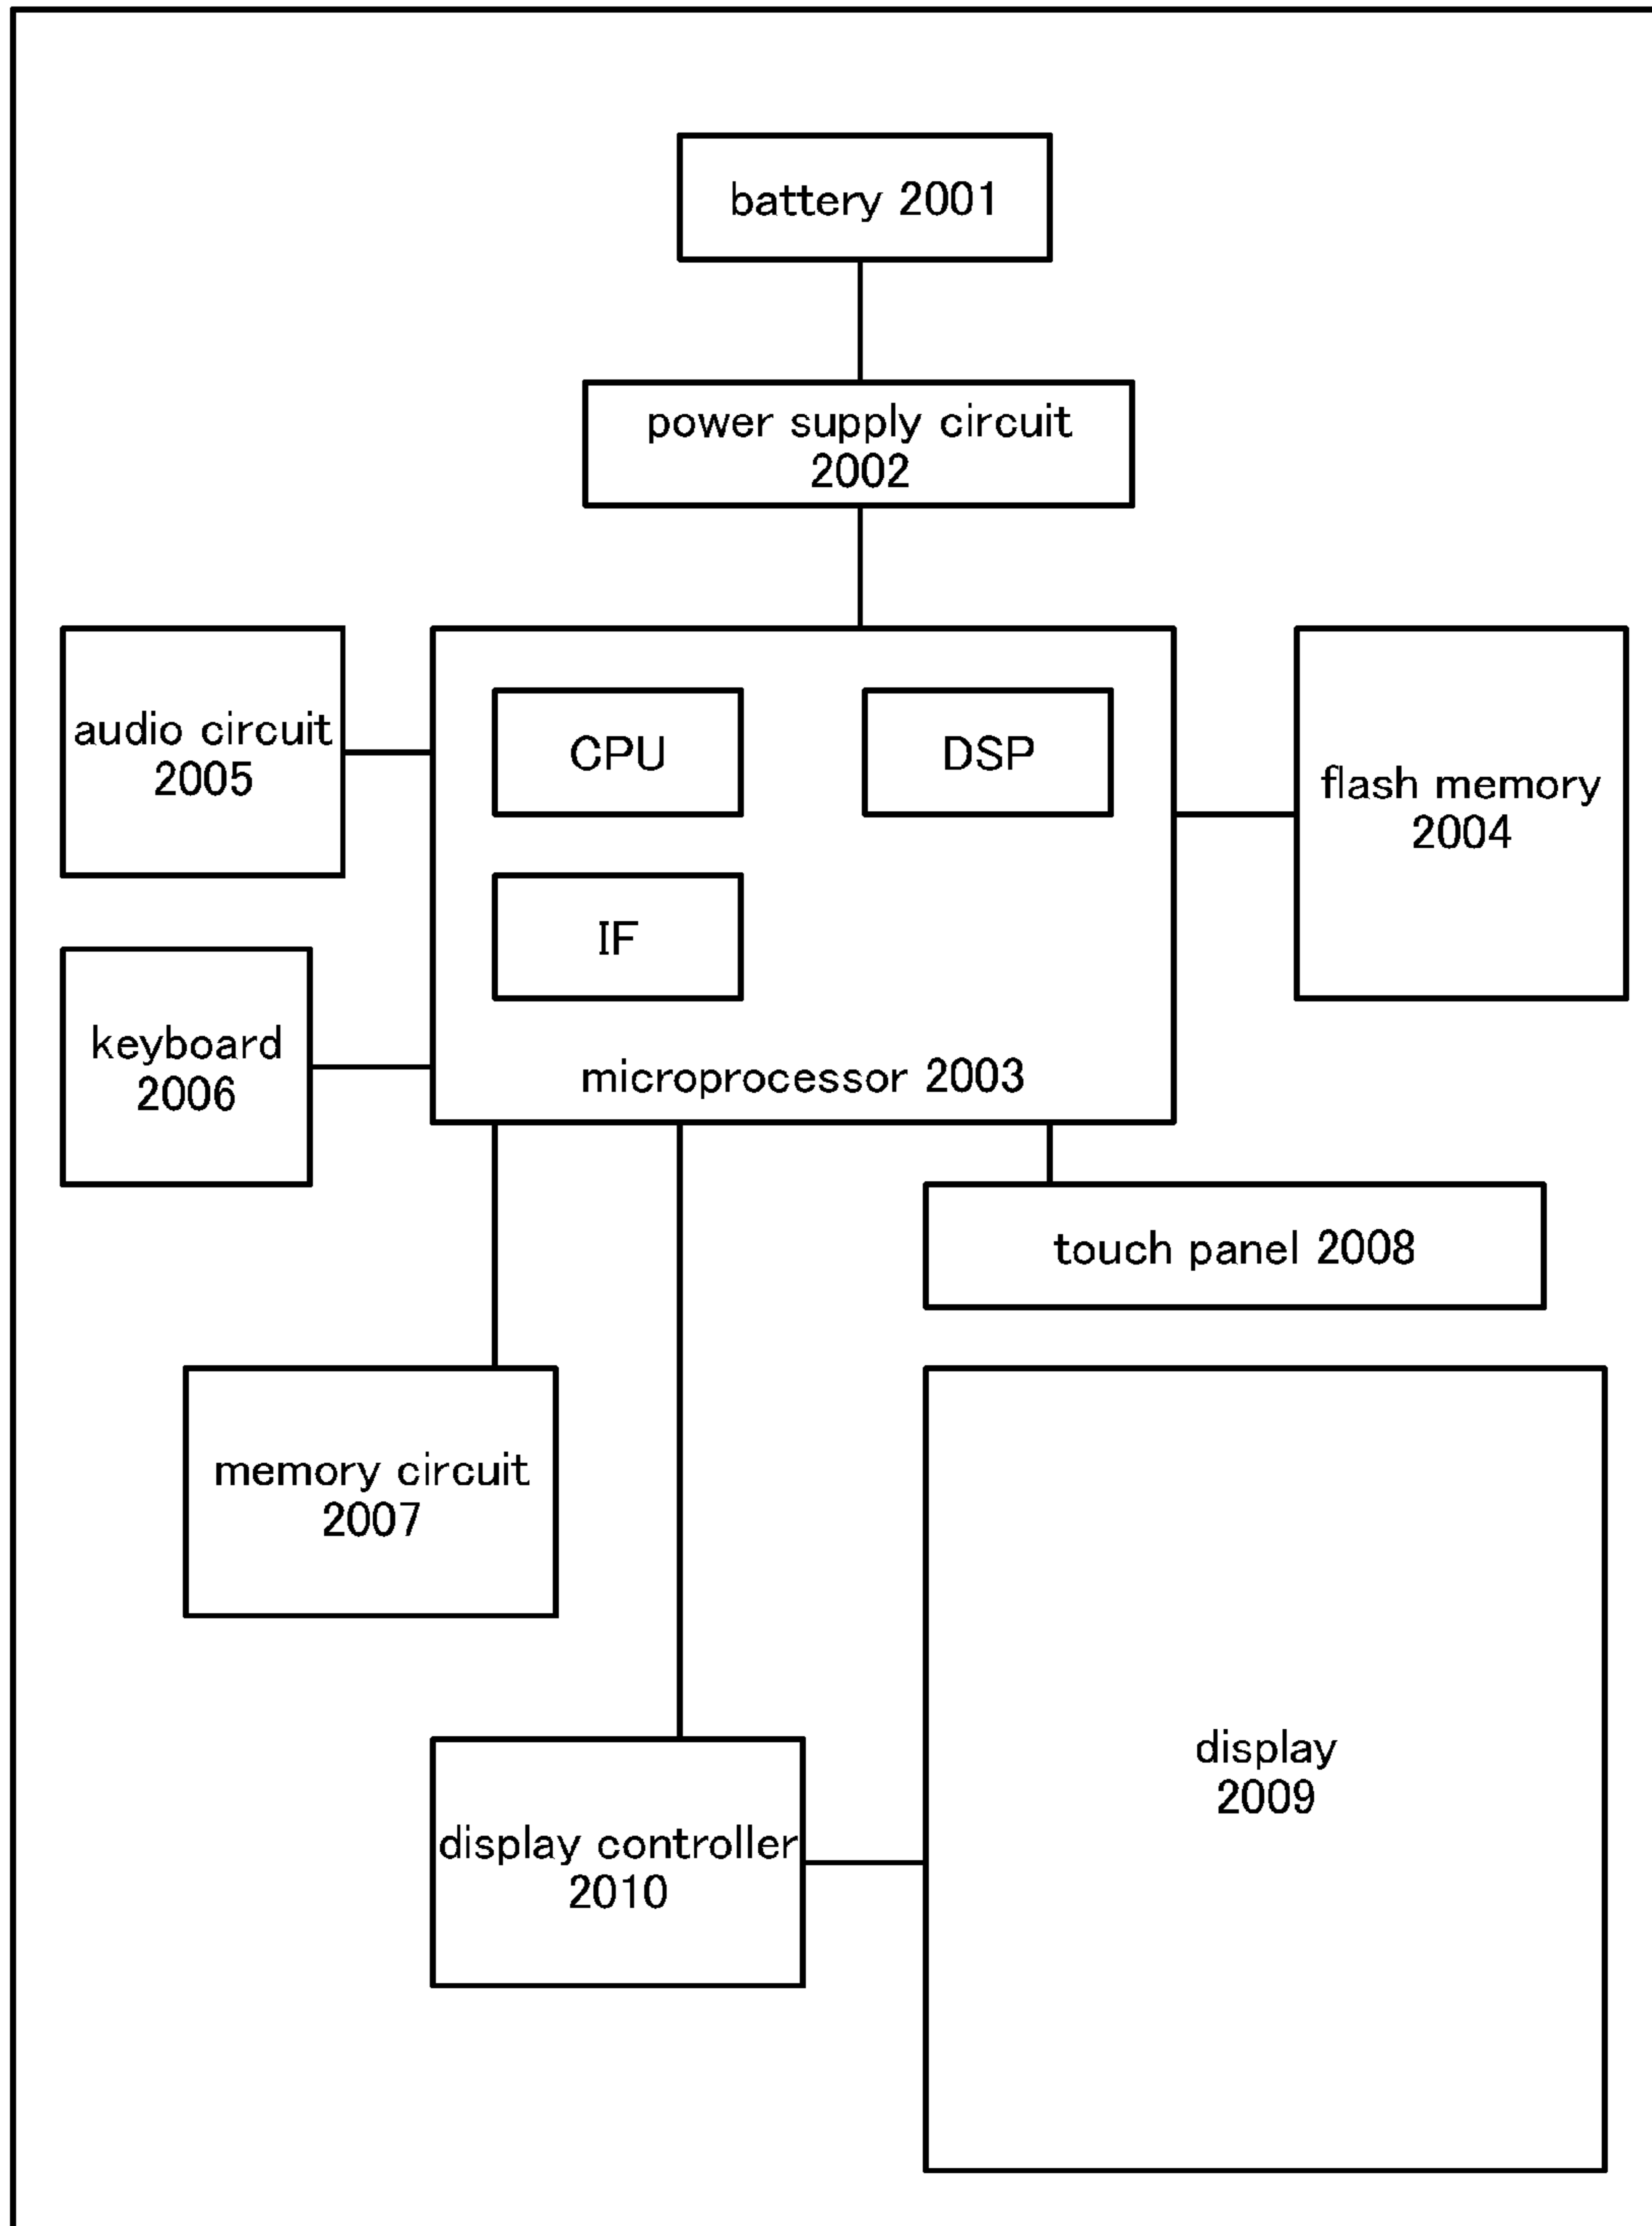 battery 2001
power supply circuit
2002
audio circuit
2005
CPU
DSP
flash memory
2004
IF
keyboard
2006
microprocessor 2003
touch panel 2008
memory circuit
2007
display
2009
display controller
2010